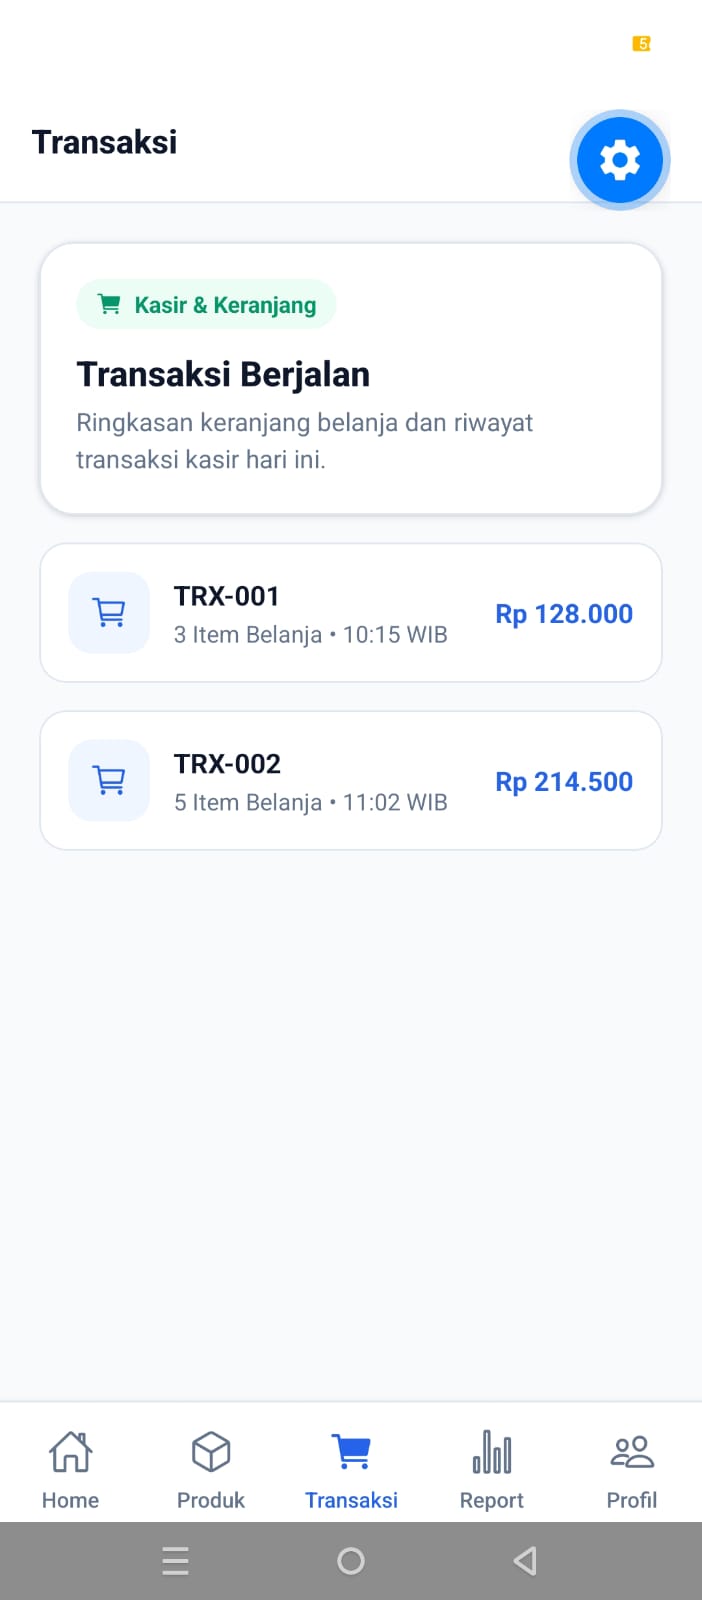 Transaksi
Kasir & Keranjang
Transaksi Berjalan
Ringkasan keranjang belanja dan riwayat
transaksi kasir hari ini.
TRX-001
3 Item Belanja • 10:15 WIB
Rp 128.000
TRX-002
5 Item Belanja • 11:02 WIB
Rp 214.500
Home
Produk
Transaksi
Report
Profil